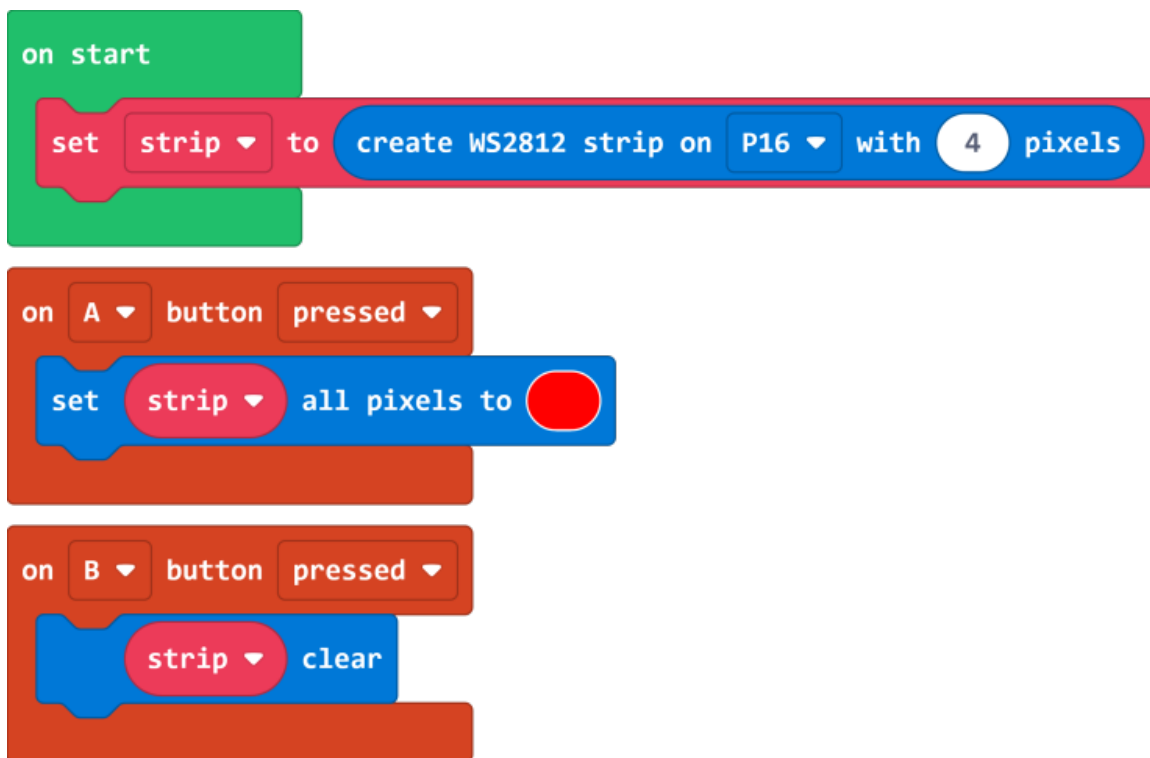 on start
set strip to create WS2812 strip on P16 with 4 pixels
on A button pressed
set strip all pixels to
on B button pressed
strip clear